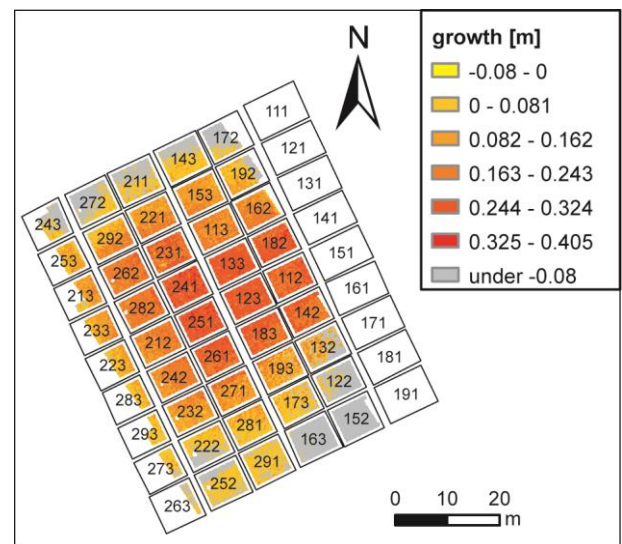 N
growth [m]
-0.08 - 0
0 - 0.081
0.082 - 0.162
0.163 - 0.243
0.244 - 0.324
0.325 - 0.405
under -0.08
243 272 211 143 172 111
253 292 221 153 192 121
213 262 231 113 162 131
233 282 241 133 182 141
223 212 251 123 112 151
283 242 261 183 142 161
293 232 271 193 132 171
273 222 281 173 122 181
263 252 291 163 152 191
0 10 20
m